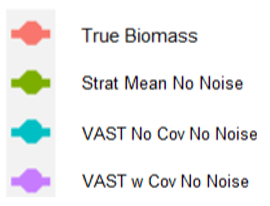 True Biomass
Strat Mean No Noise
VAST No Cov No Noise
VAST w Cov No Noise